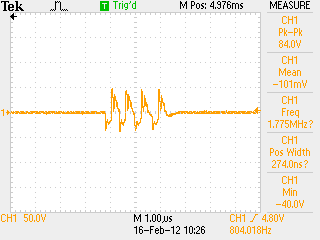 Tek Trig'd M Pos: 4.976ms MEASURE
CH1
Pk-Pk
84.0V
CH1
Mean
-101mV
CH1
Freq
1.775MHz?
CH1
Pos Width
274.0ns?
CH1
Min
-40.0V
1
CH1 50.0V M 1.00µs CH1 / 4.80V
16-Feb-12 10:26 804.018Hz